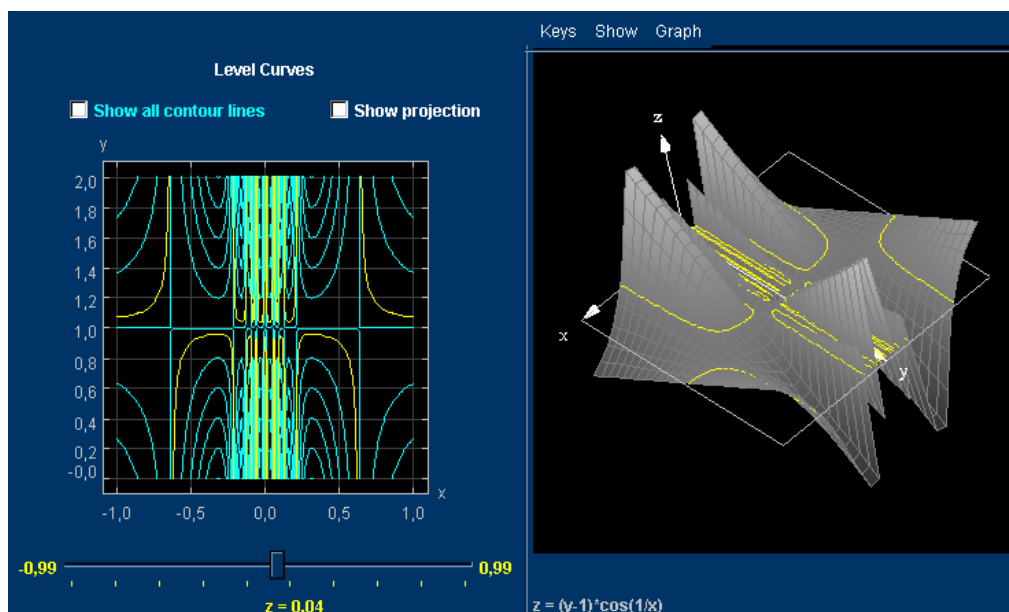 Keys Show Graph
Level Curves
Show all contour lines
Show projection
y
2,0
1,8
1,6
1,4
1,2
1,0
0,8
0,6
0,4
0,2
-0,0
x
-1,0 -0,5 0,0 0,5 1,0
-0,99 0,99
z = 0,04
z
x
y
z = (y-1)*cos(1/x)